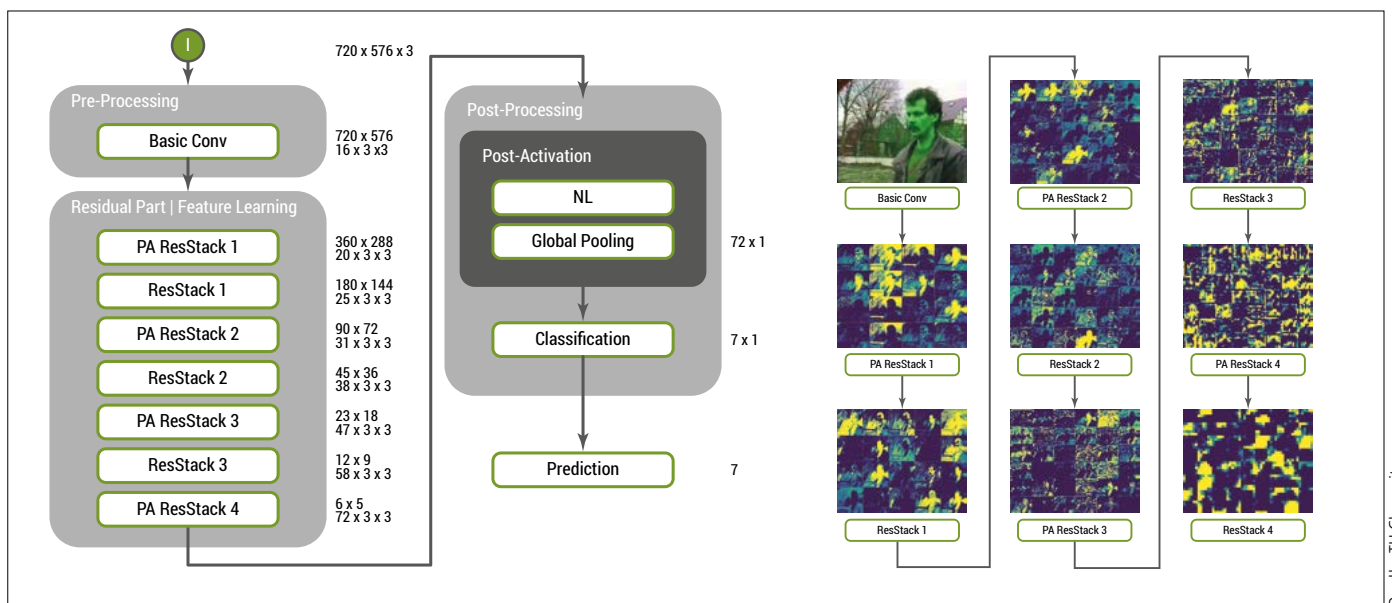 I
720 x 576 x 3
Pre-Processing
Basic Conv
720 x 576
16 x 3 x3
Residual Part | Feature Learning
PA ResStack 1
360 x 288
20 x 3 x 3
ResStack 1
180 x 144
25 x 3 x 3
PA ResStack 2
90 x 72
31 x 3 x 3
ResStack 2
45 x 36
38 x 3 x 3
PA ResStack 3
23 x 18
47 x 3 x 3
ResStack 3
12 x 9
58 x 3 x 3
PA ResStack 4
6 x 5
72 x 3 x 3
Post-Processing
Post-Activation
NL
Global Pooling
72 x 1
Classification
7 x 1
Prediction
7
Basic Conv
PA ResStack 1
ResStack 1
PA ResStack 2
ResStack 2
PA ResStack 3
ResStack 3
PA ResStack 4
ResStack 4